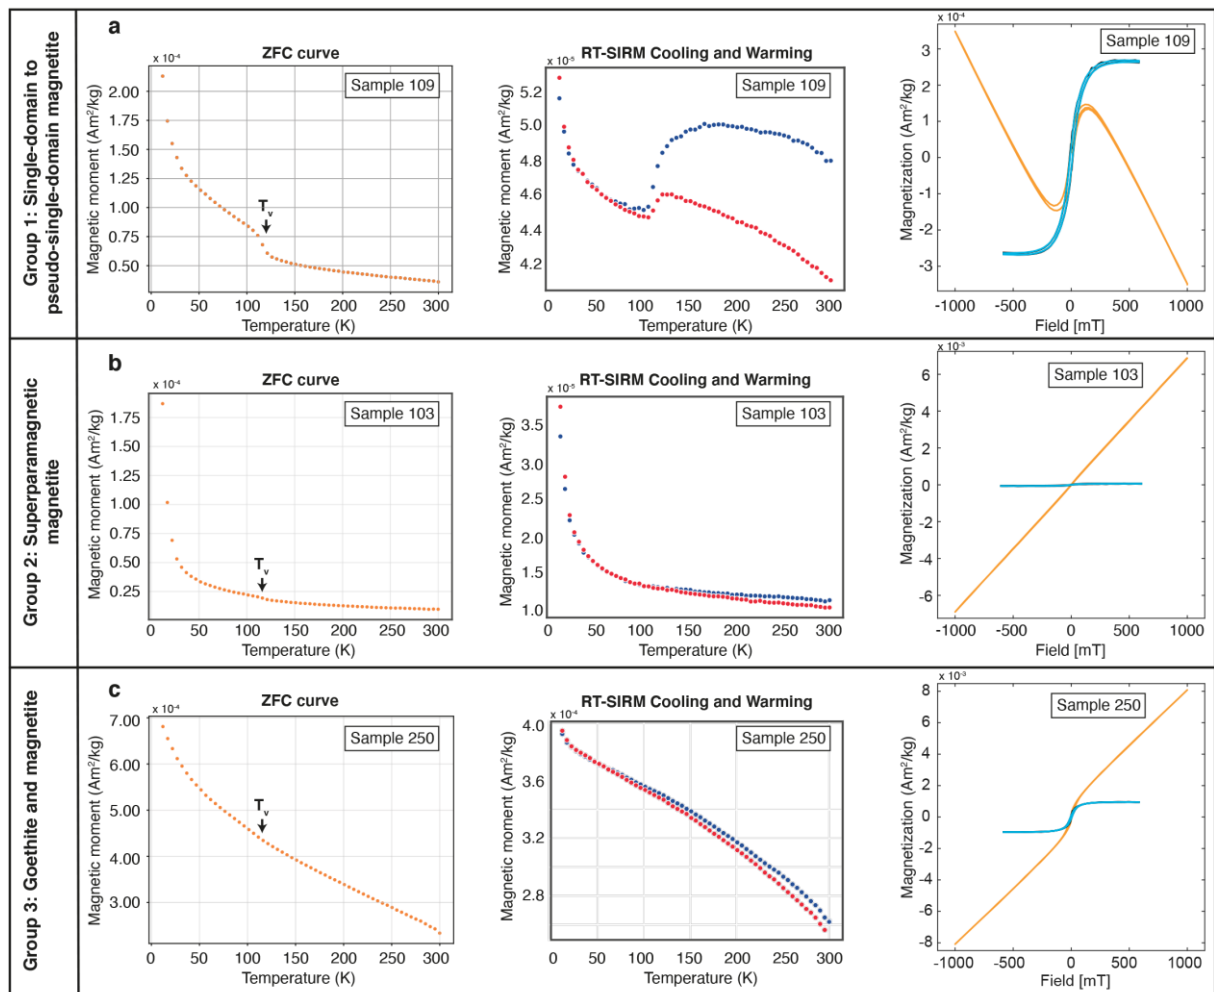 Group 1: Single-domain to
pseudo-single-domain magnetite
a
ZFC curve
x 10⁻⁴
Sample 109
Magnetic moment (Am²/kg)
2.00
1.75
1.50
1.25
1.00
0.75
0.50
Tᵥ
0 50 100 150 200 250 300
Temperature (K)
RT-SIRM Cooling and Warming
x 10⁻⁵
Sample 109
Magnetic moment (Am²/kg)
5.2
5.0
4.8
4.6
4.4
4.2
0 50 100 150 200 250 300
Temperature (K)
x 10⁻⁴
Sample 109
Magnetization (Am²/kg)
3
2
1
0
-1
-2
-3
-1000 -500 0 500 1000
Field [mT]
Group 2: Superparamagnetic
magnetite
b
ZFC curve
x 10⁻⁴
Sample 103
Magnetic moment (Am²/kg)
1.75
1.50
1.25
1.00
0.75
0.50
0.25
Tᵥ
0 50 100 150 200 250 300
Temperature (K)
RT-SIRM Cooling and Warming
x 10⁻⁵
Sample 103
Magnetic moment (Am²/kg)
3.5
3.0
2.5
2.0
1.5
1.0
0 50 100 150 200 250 300
Temperature (K)
x 10⁻³
Sample 103
Magnetization (Am²/kg)
6
4
2
0
-2
-4
-6
-1000 -500 0 500 1000
Field [mT]
Group 3: Goethite and magnetite
c
ZFC curve
x 10⁻⁴
Sample 250
Magnetic moment (Am²/kg)
7.00
6.00
5.00
4.00
3.00
Tᵥ
0 50 100 150 200 250 300
Temperature (K)
RT-SIRM Cooling and Warming
x 10⁻⁴
Sample 250
Magnetic moment (Am²/kg)
4.0
3.6
3.2
2.8
0 50 100 150 200 250 300
Temperature (K)
x 10⁻³
Sample 250
Magnetization (Am²/kg)
8
6
4
2
0
-2
-4
-6
-8
-1000 -500 0 500 1000
Field [mT]